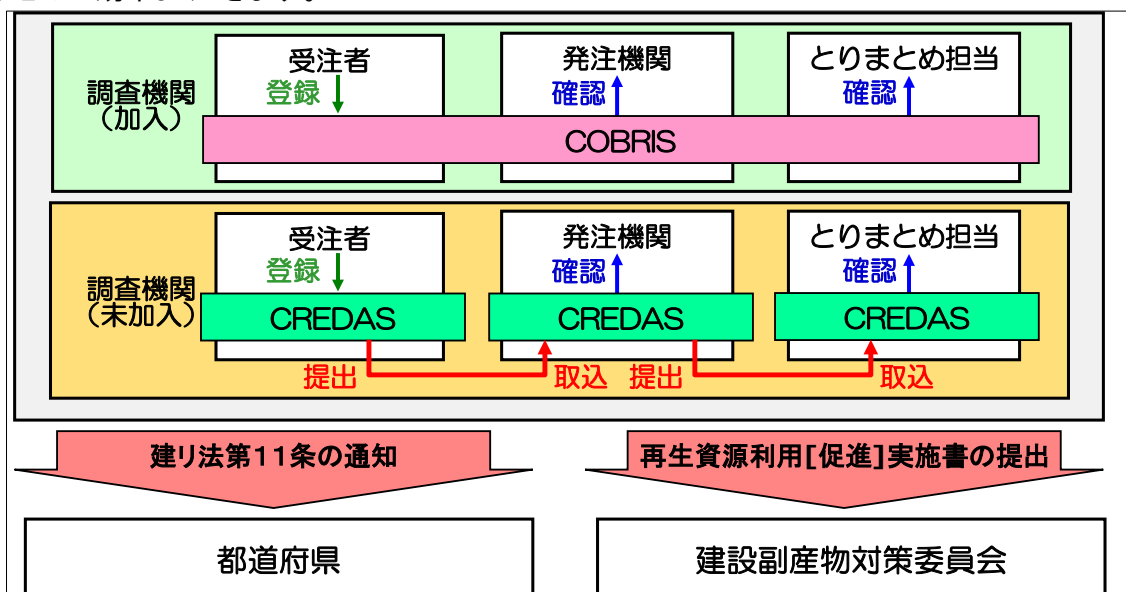 調査機関
（加入）
受注者
登録
発注機関
確認
とりまとめ担当
確認
COBRIS
調査機関
（未加入）
受注者
登録
発注機関
確認
とりまとめ担当
確認
CREDAS
CREDAS
CREDAS
提出
取込
提出
取込
建リ法第11条の通知
再生資源利用[促進]実施書の提出
都道府県
建設副産物対策委員会